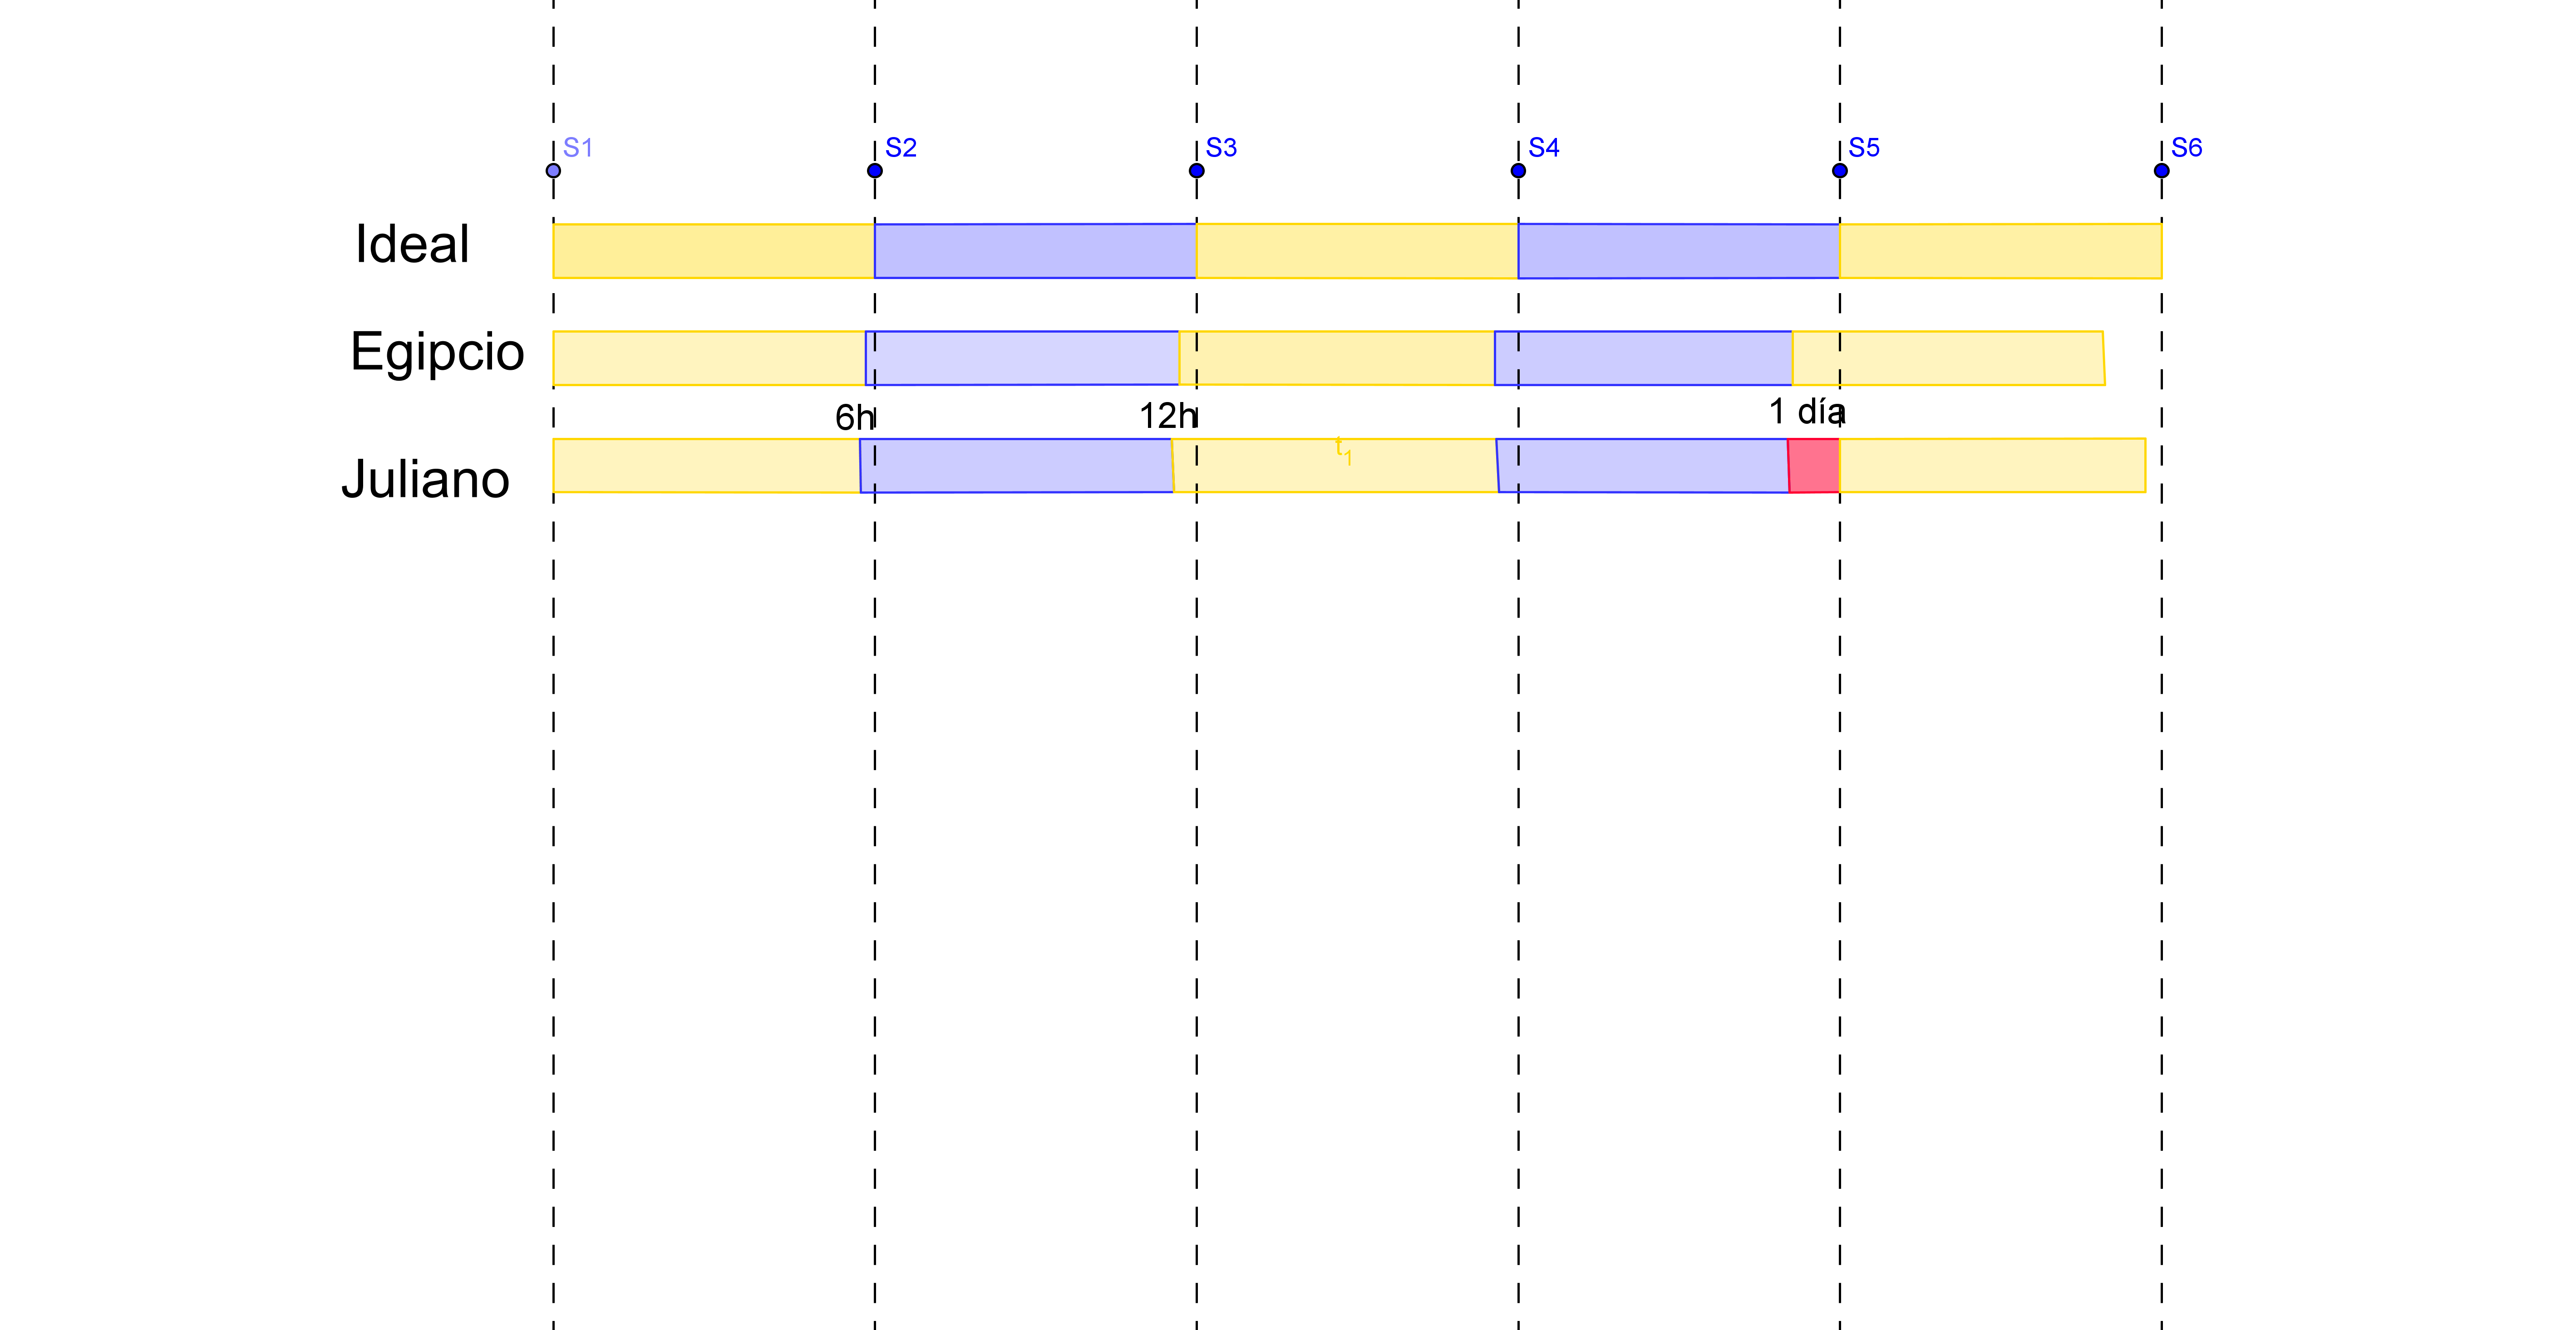 S1 S2 S3 S4 S5 S6
Ideal
Egipcio
6h 12h 1 día
Juliano t1